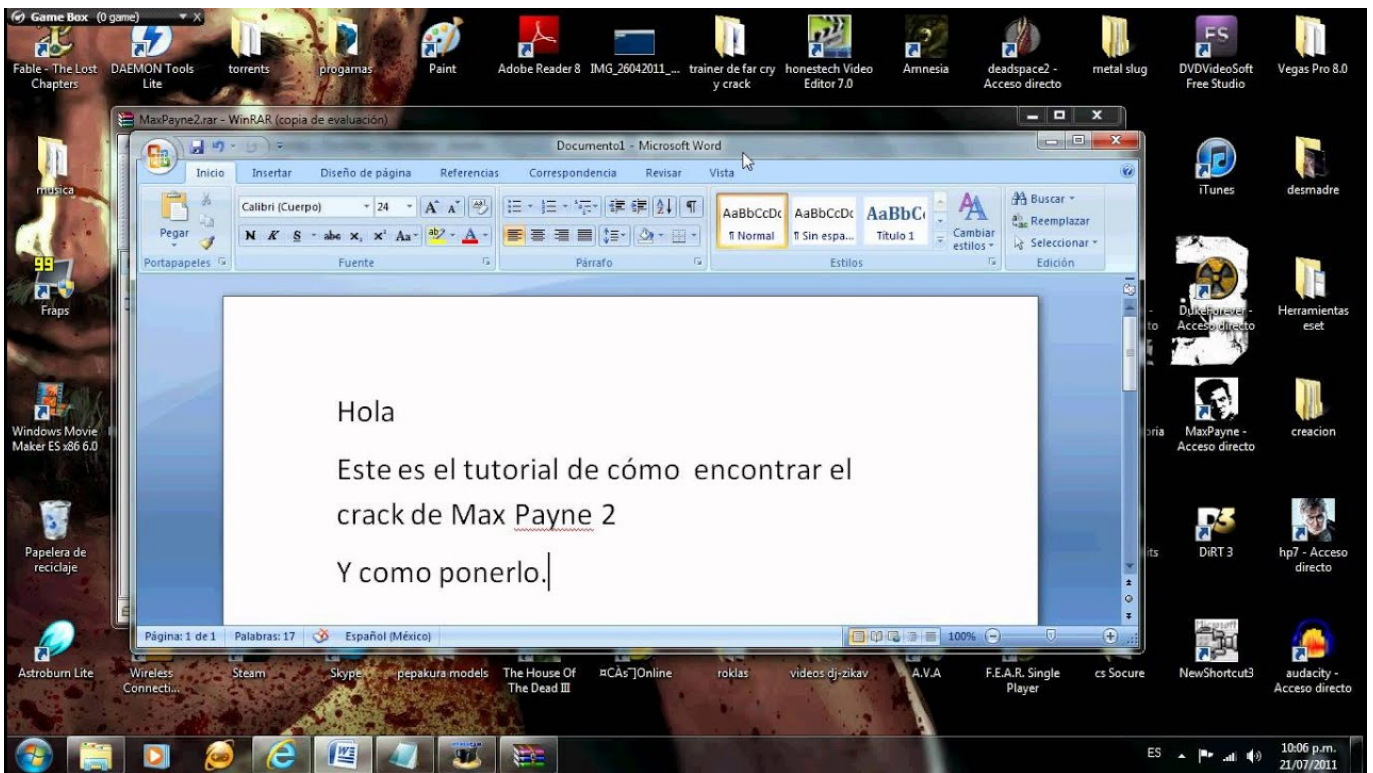 Game Box (0 game)
Fable - The Lost Chapters
DAEMON Tools Lite
torrents
progamas
Paint
Adobe Reader 8
IMG_26042011_...
trainer de far cry y crack
honestech Video Editor 7.0
Amnesia
deadspace2 - Acceso directo
metal slug
DVDVideoSoft Free Studio
Vegas Pro 8.0
MaxPayne2.rar - WinRAR (copia de evaluación)
Documento1 - Microsoft Word
Inicio Insertar Diseño de página Referencias Correspondencia Revisar Vista
Calibri (Cuerpo) 24
Pegar
N K S abc x, x² Aa
AaBbCcDc AaBbCcDc AaBbC
¶ Normal ¶ Sin espa... Título 1
Cambiar estilos
Buscar
Reemplazar
Seleccionar
Portapapeles Fuente Párrafo Estilos Edición
Hola
Este es el tutorial de cómo encontrar el
crack de Max Payne 2
Y como ponerlo.
Página: 1 de 1 Palabras: 17 Español (México) 100%
musica
99
Fraps
Windows Movie Maker ES x86 6.0
Papelera de reciclaje
Astroburn Lite
iTunes
desmadre
DukeForever - Acceso directo
Herramientas eset
MaxPayne - Acceso directo
creacion
DiRT 3
hp7 - Acceso directo
Wireless Connecti...
Steam
Skype
pepakura models
The House Of The Dead III
¤CÀs˜]Online
roklas
videos dj-zikav
A.V.A
F.E.A.R. Single Player
cs Socure
NewShortcut3
audacity - Acceso directo
ES
10:06 p.m.
21/07/2011